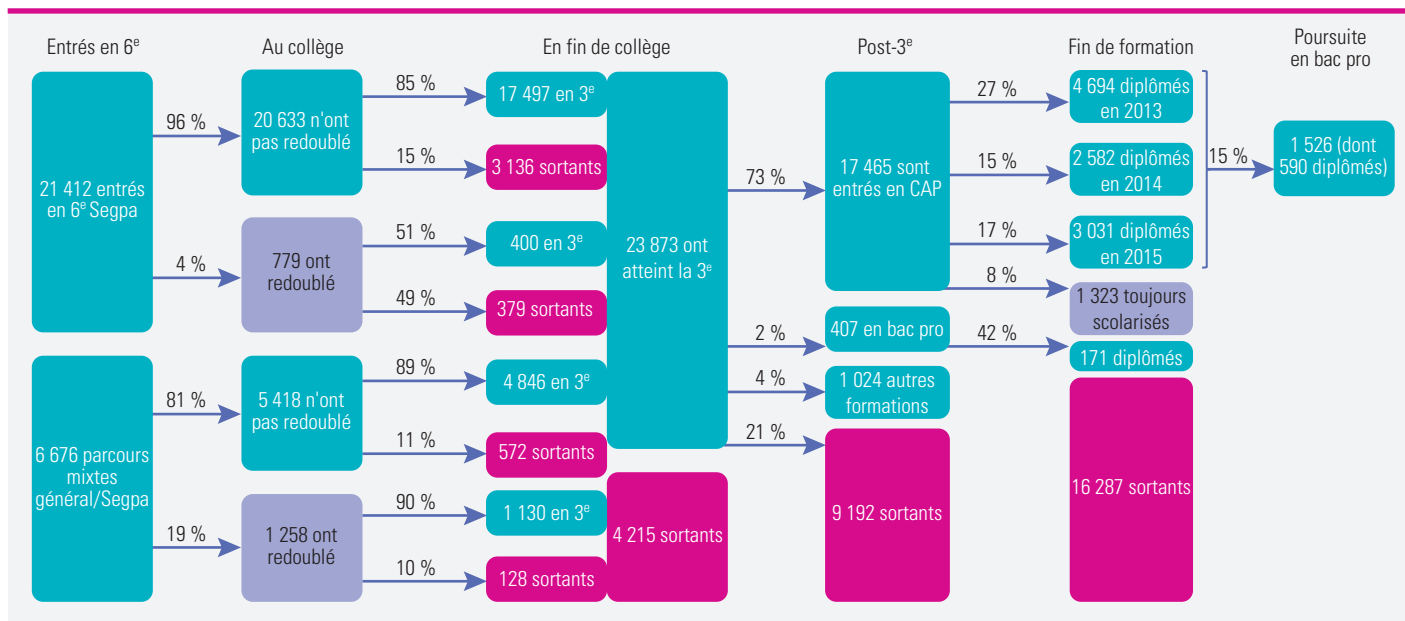 Entrés en 6e
Au collège
En fin de collège
Post-3e
Fin de formation
Poursuite
en bac pro
21 412 entrés
en 6e Segpa
96 %
4 %
20 633 n'ont
pas redoublé
779 ont
redoublé
85 %
15 %
51 %
49 %
17 497 en 3e
3 136 sortants
400 en 3e
379 sortants
6 676 parcours
mixtes
général/Segpa
81 %
19 %
5 418 n'ont
pas redoublé
1 258 ont
redoublé
89 %
11 %
90 %
10 %
4 846 en 3e
572 sortants
1 130 en 3e
128 sortants
23 873 ont
atteint la 3e
4 215 sortants
73 %
2 %
4 %
21 %
17 465 sont
entrés en CAP
407 en bac pro
1 024 autres
formations
9 192 sortants
27 %
15 %
17 %
8 %
42 %
4 694 diplômés
en 2013
2 582 diplômés
en 2014
3 031 diplômés
en 2015
1 323 toujours
scolarisés
171 diplômés
16 287 sortants
15 %
1 526 (dont
590 diplômés)